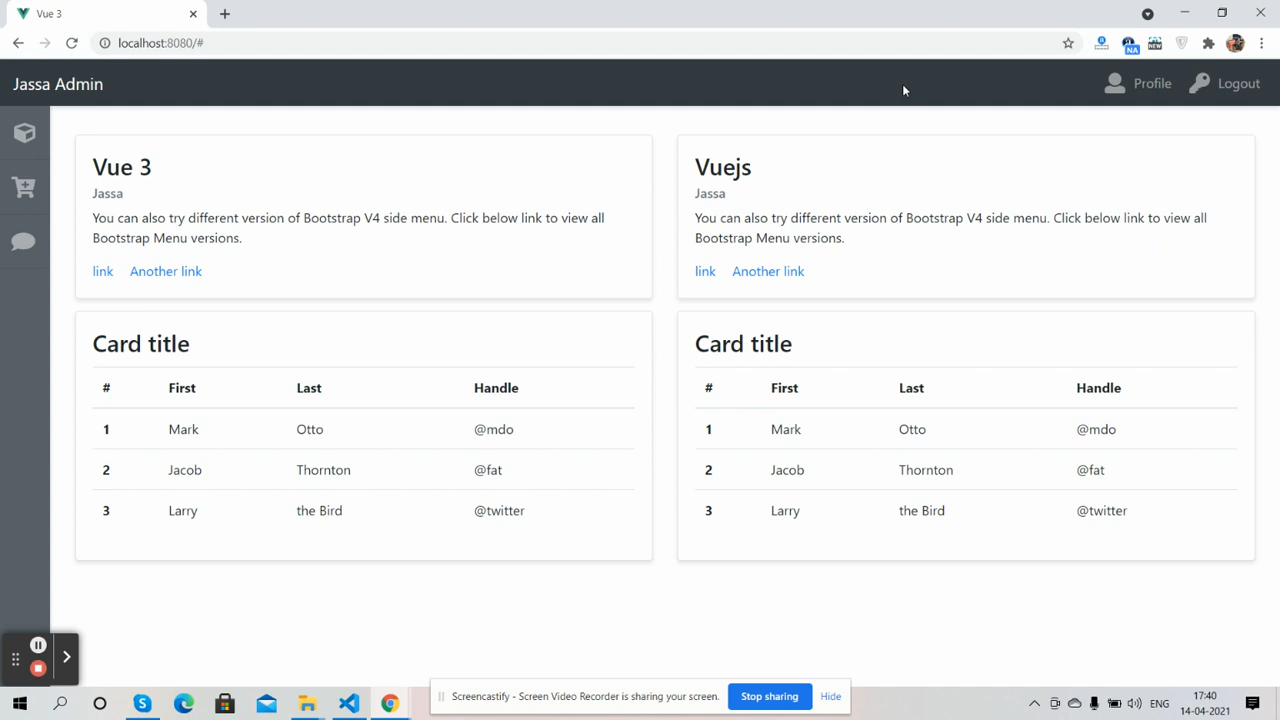 Vue 3
localhost:8080/#
NA
NEW
Jassa Admin
Profile
Logout
Vue 3
Jassa
You can also try different version of Bootstrap V4 side menu. Click below link to view all
Bootstrap Menu versions.
link Another link
Vuejs
Jassa
You can also try different version of Bootstrap V4 side menu. Click below link to view all
Bootstrap Menu versions.
link Another link
Card title
# First Last Handle
1 Mark Otto @mdo
2 Jacob Thornton @fat
3 Larry the Bird @twitter
Card title
# First Last Handle
1 Mark Otto @mdo
2 Jacob Thornton @fat
3 Larry the Bird @twitter
Screencastify - Screen Video Recorder is sharing your screen. Stop sharing Hide
ENG
17:40
14-04-2021